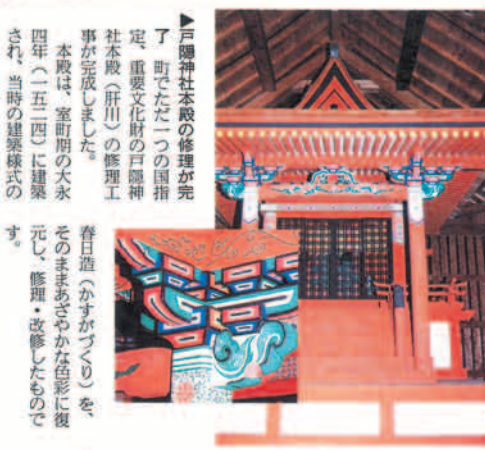 ▶戸隠神社本殿の修理が完
了　町でただ一つの国指
定、重要文化財の戸隠神
社本殿（肝川）の修理工
事が完成しました。
　本殿は、室町期の大永
四年（一五二四）に建築
され、当時の建築様式の
春日造（かすがづくり）を、
そのままあざやかな色彩に復
元し、修理・改修したもので
す。